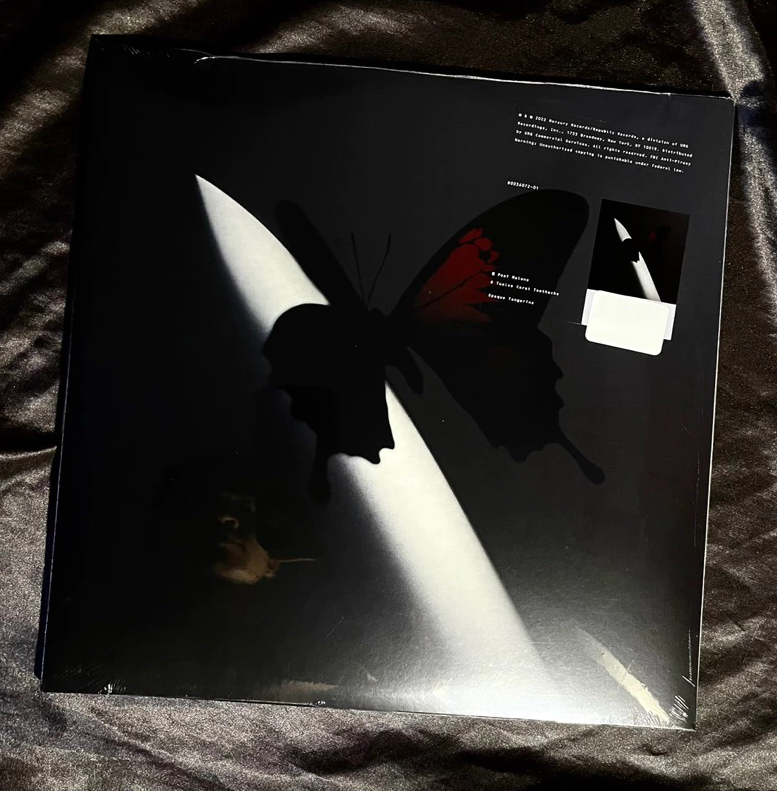 ℗ & © 2022 Mercury Records/Republic Records, a division of UMG
Recordings, Inc., 1755 Broadway, New York, NY 10019. Distributed
by UMG Commercial Services. All rights reserved. FBI Anti-Piracy
Warning: Unauthorized copying is punishable under federal law.
Post Malone
Twelve Carat Toothache
Opaque Tangerine